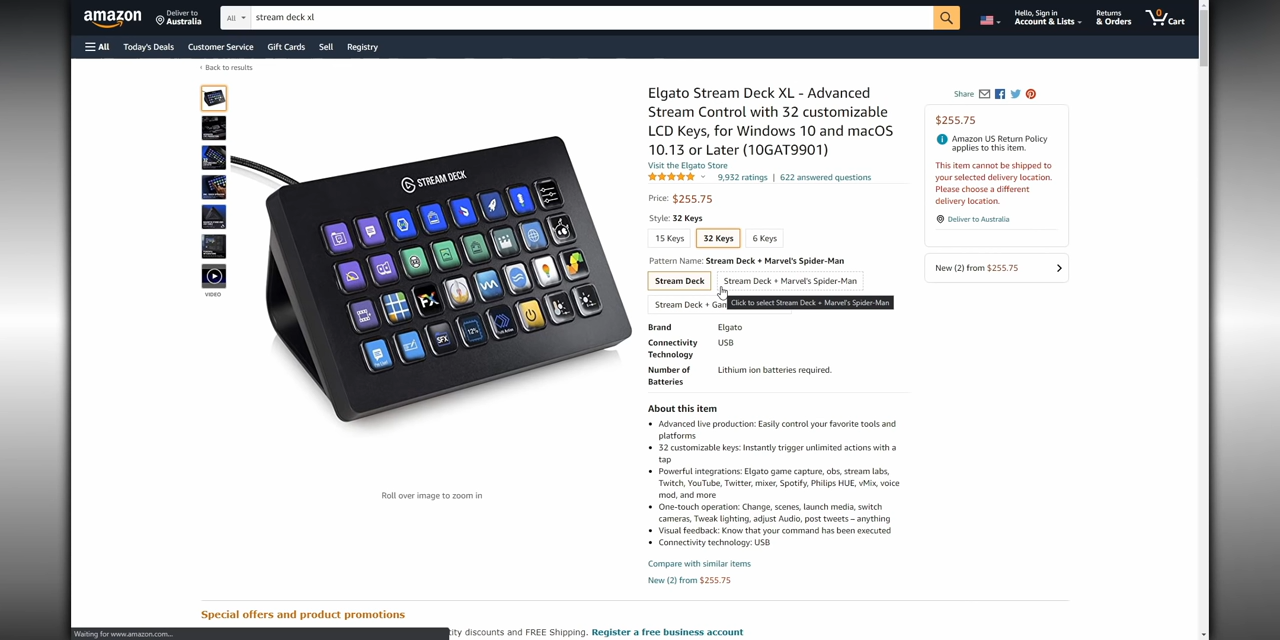 amazon
Deliver to
Australia
All
stream deck xl
Hello, Sign in
Account & Lists
Returns
& Orders
0
Cart
All
Today's Deals
Customer Service
Gift Cards
Sell
Registry
‹ Back to results
VIDEO
STREAM DECK
SFX
12%
Roll over image to zoom in
Elgato Stream Deck XL - Advanced
Stream Control with 32 customizable
LCD Keys, for Windows 10 and macOS
10.13 or Later (10GAT9901)
Visit the Elgato Store
9,932 ratings | 622 answered questions
Price: $255.75
Style: 32 Keys
15 Keys
32 Keys
6 Keys
Pattern Name: Stream Deck + Marvel's Spider-Man
Stream Deck
Stream Deck + Marvel's Spider-Man
Stream Deck + Gan
Click to select Stream Deck + Marvel's Spider-Man
Brand Elgato
Connectivity USB
Technology
Number of Lithium ion batteries required.
Batteries
About this item
• Advanced live production: Easily control your favorite tools and
platforms
• 32 customizable keys: Instantly trigger unlimited actions with a
tap
• Powerful integrations: Elgato game capture, obs, stream labs,
Twitch, YouTube, Twitter, mixer, Spotify, Philips HUE, vMix, voice
mod, and more
• One-touch operation: Change, scenes, launch media, switch
cameras, Tweak lighting, adjust Audio, post tweets – anything
• Visual feedback: Know that your command has been executed
• Connectivity technology: USB
Compare with similar items
New (2) from $255.75
Share
$255.75
Amazon US Return Policy
applies to this item.
This item cannot be shipped to
your selected delivery location.
Please choose a different
delivery location.
Deliver to Australia
New (2) from $255.75
Special offers and product promotions
tity discounts and FREE Shipping. Register a free business account
Waiting for www.amazon.com...